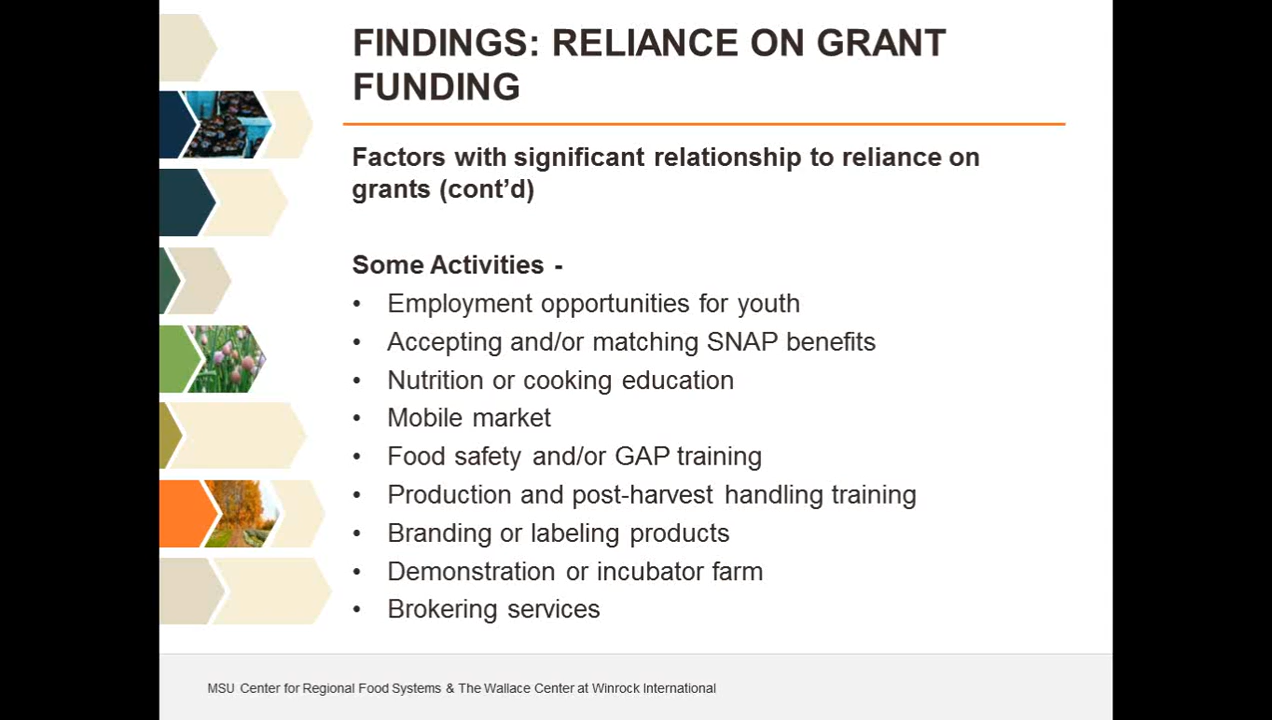 FINDINGS: RELIANCE ON GRANT
FUNDING
Factors with significant relationship to reliance on
grants (cont’d)
Some Activities -
• Employment opportunities for youth
• Accepting and/or matching SNAP benefits
• Nutrition or cooking education
• Mobile market
• Food safety and/or GAP training
• Production and post-harvest handling training
• Branding or labeling products
• Demonstration or incubator farm
• Brokering services
MSU Center for Regional Food Systems & The Wallace Center at Winrock International